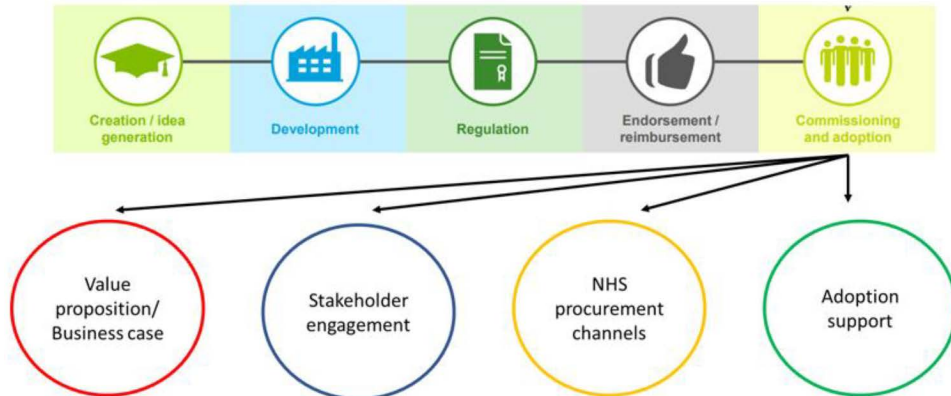 Creation / idea
generation
Development
Regulation
Endorsement /
reimbursement
Commissioning
and adoption
Value
proposition/
Business case
Stakeholder
engagement
NHS
procurement
channels
Adoption
support